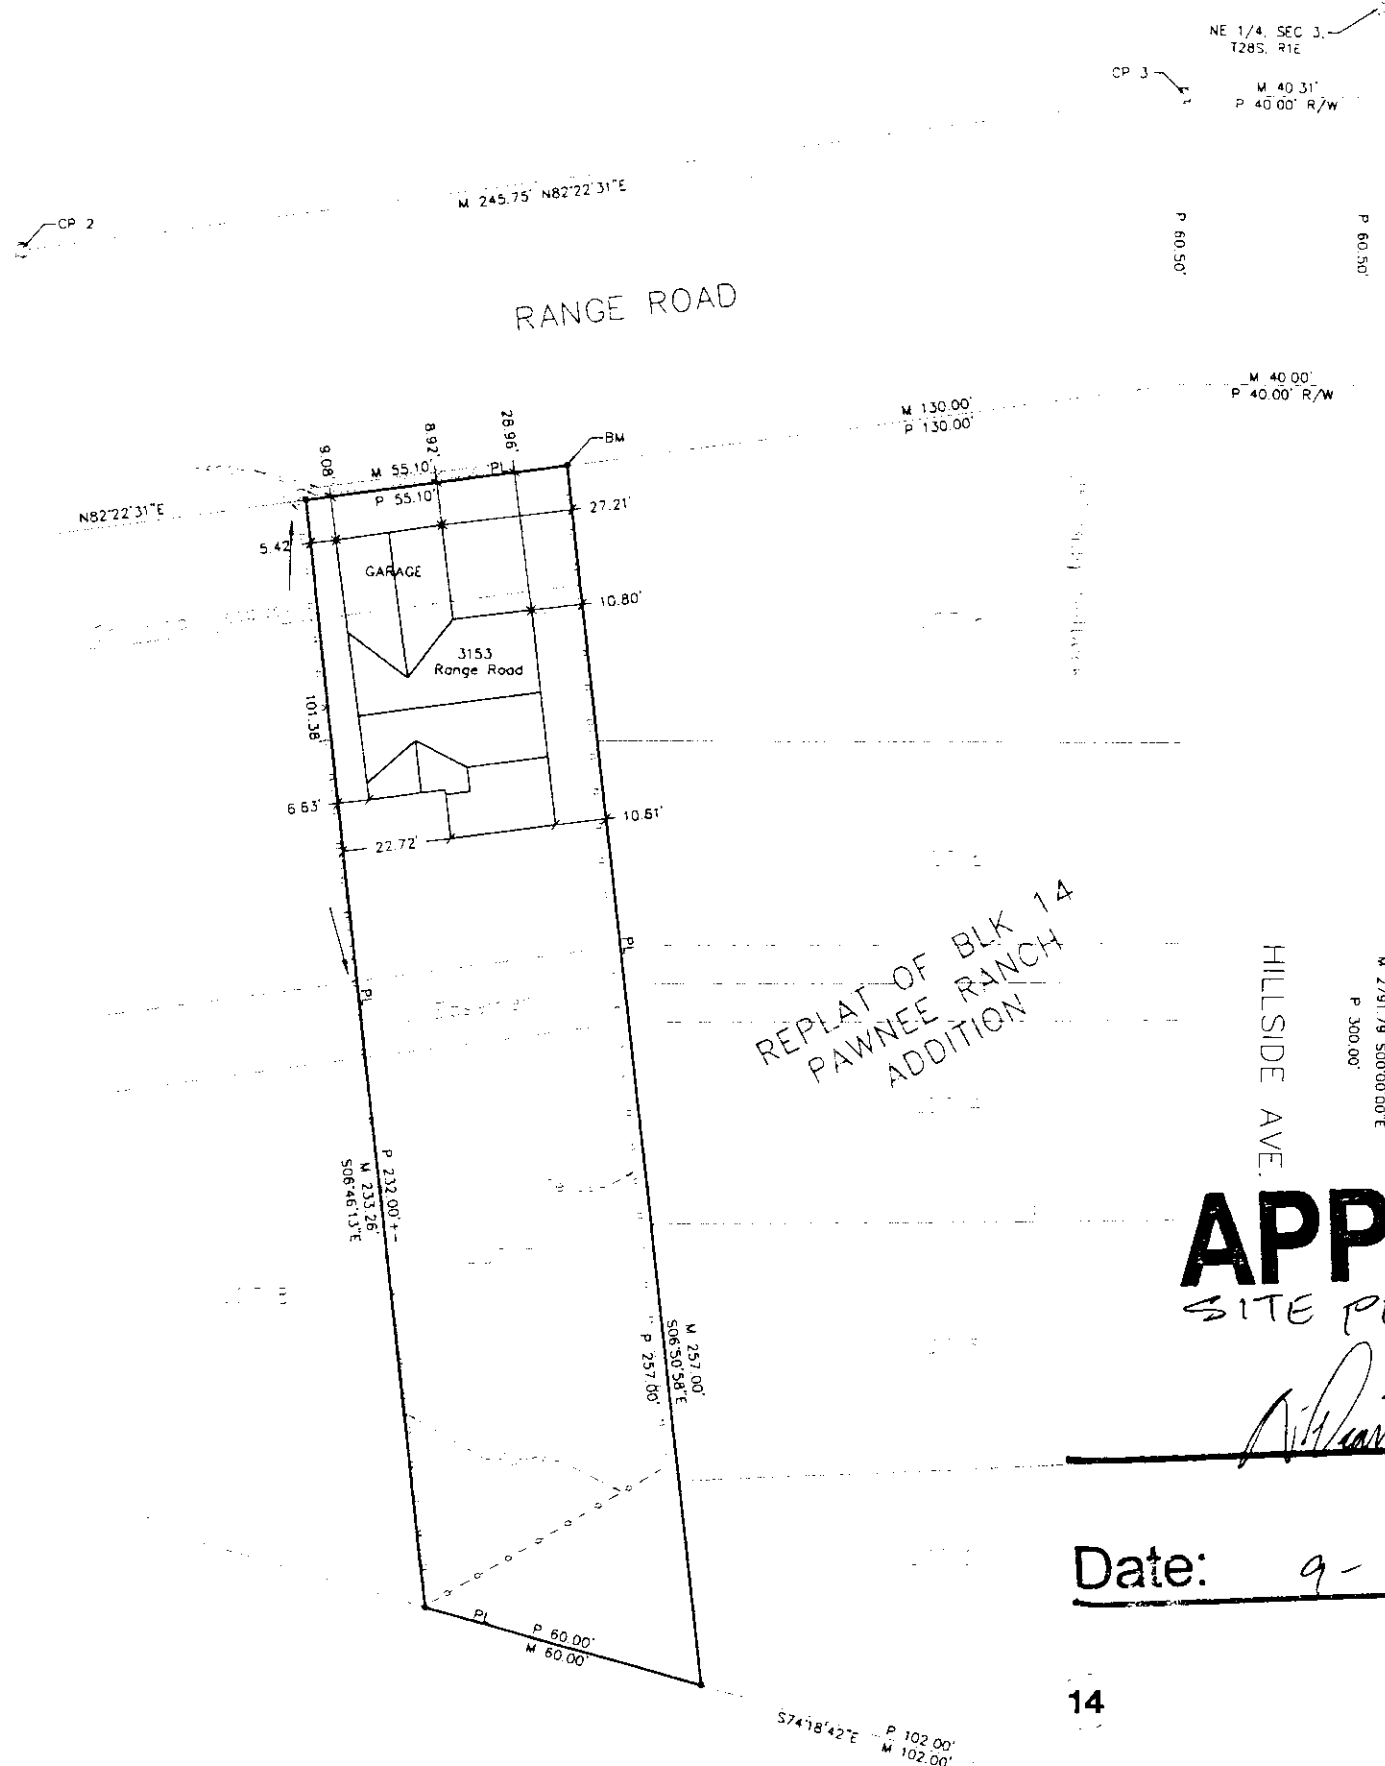 NE 1/4, SEC 3,
T28S, R1E
CP 3
M 40.31'
P 40.00' R/W
M 245.75' N82°22'31"E
CP 2
P 60.50'
P 60.50'
RANGE ROAD
M 40.00'
P 40.00' R/W
M 130.00'
P 130.00'
9.08'
8.92'
28.96'
BM
M 55.10'
PL
P 55.10'
N82°22'31"E
27.21'
5.42'
GARAGE
10.80'
3153
Range Road
101.38'
6.63'
22.72'
10.61'
REPLAT OF BLK 14
PAWNEE RANCH
ADDITION
PL
PL
HILLSIDE AVE.
P 300.00'
P 232.00'+-
M 233.26'
S06°46'13"E
APP
SITE
M 257.00'
S06°50'58"E
P 257.00'
Date: 9-
PL
P 60.00'
M 60.00'
14
S74°18'42"E
P 102.00'
M 102.00'